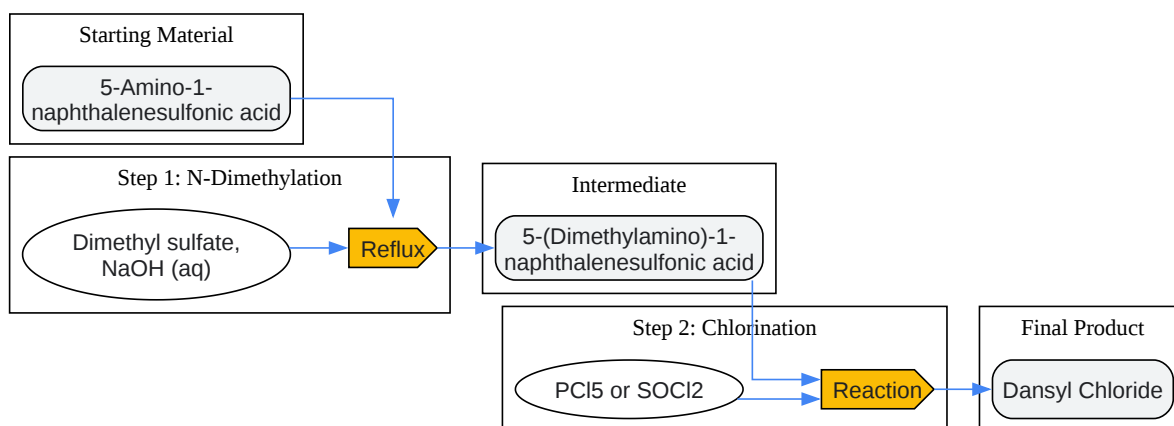 Starting Material
5-Amino-1-
naphthalenesulfonic acid
Step 1: N-Dimethylation
Dimethyl sulfate,
NaOH (aq)
Reflux
Intermediate
5-(Dimethylamino)-1-
naphthalenesulfonic acid
Step 2: Chlorination
PCl5 or SOCl2
Reaction
Final Product
Dansyl Chloride